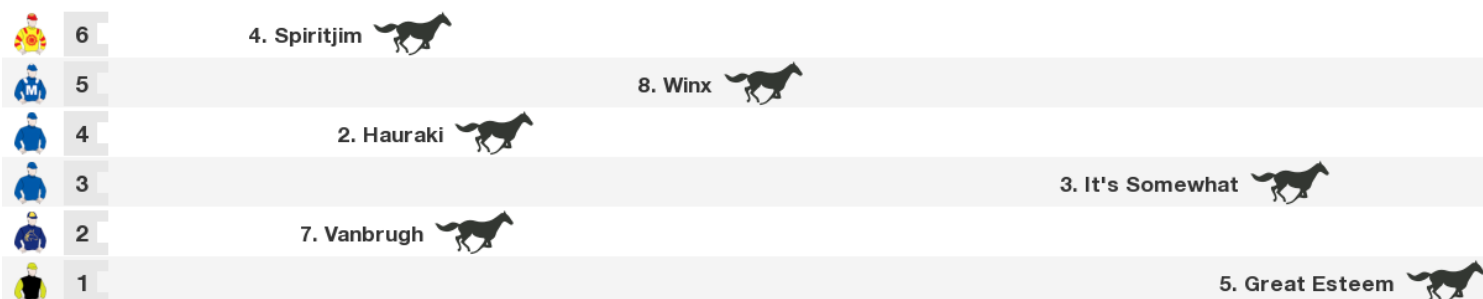 6 4. Spiritjim
M 5 8. Winx
4 2. Hauraki
3 3. It's Somewhat
2 7. Vanbrugh
1 5. Great Esteem